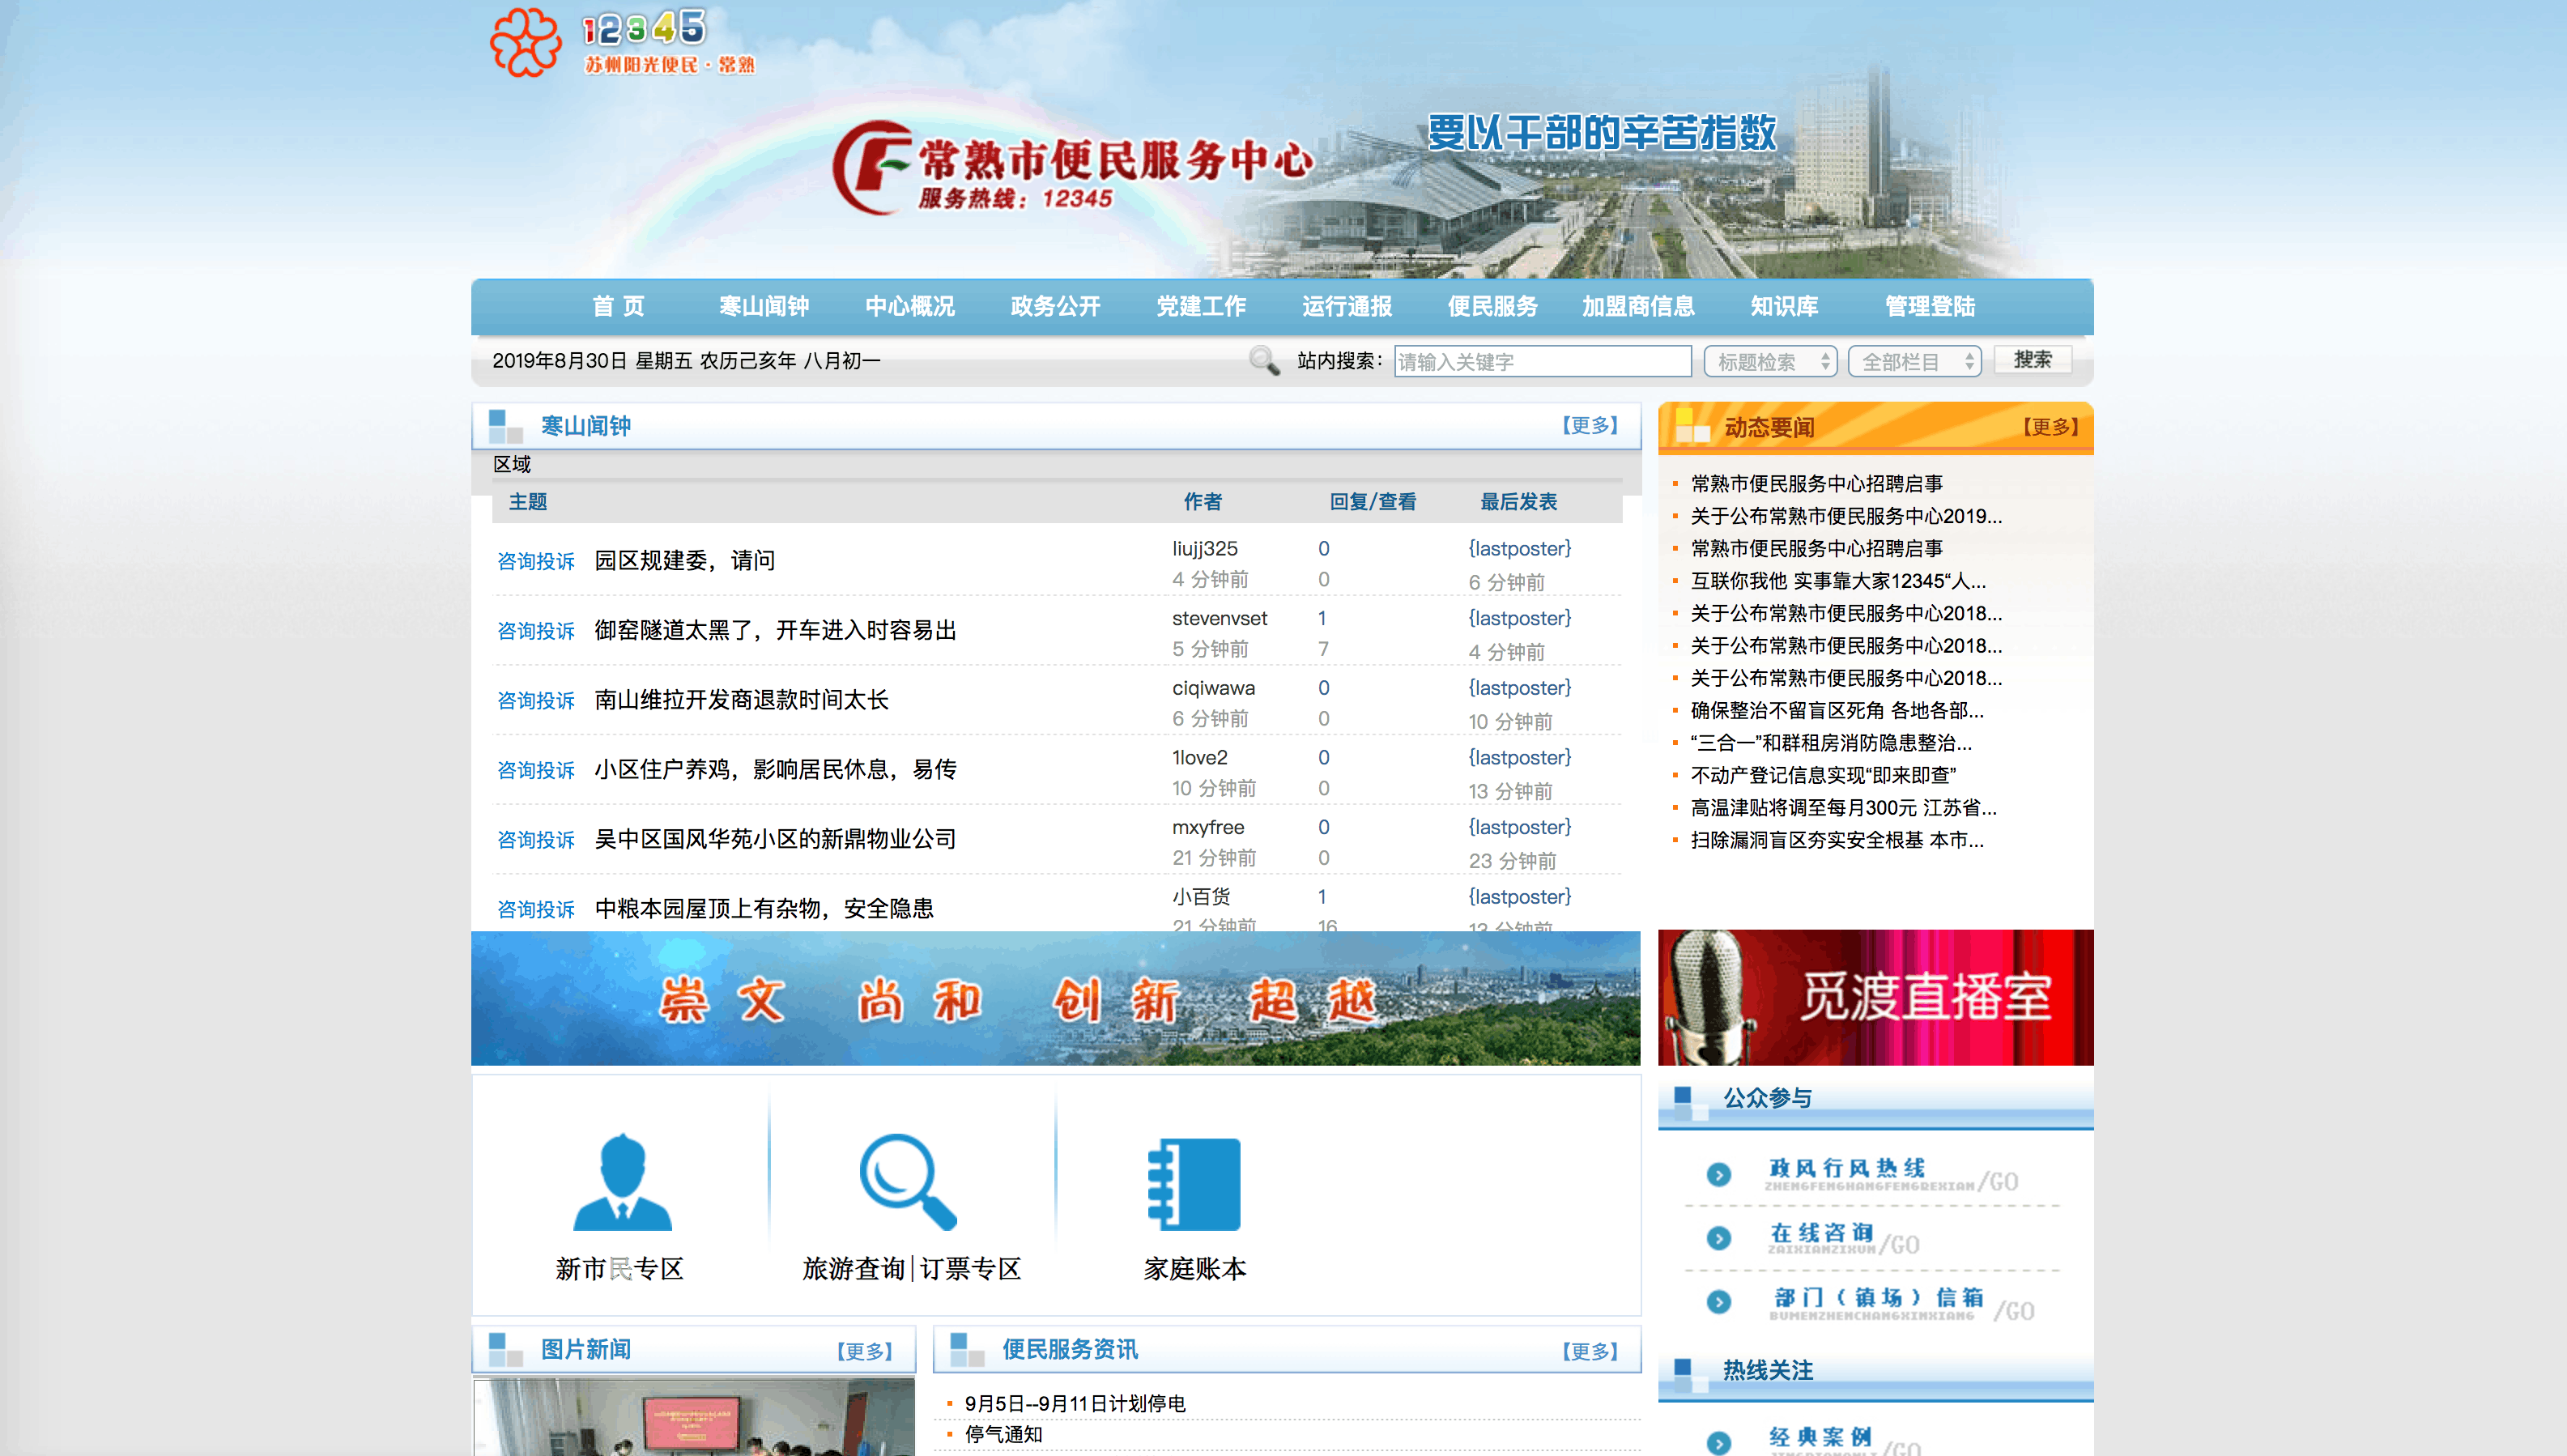 12345
苏州阳光便民·常熟
常熟市便民服务中心
服务热线：12345
要以干部的辛苦指数
首 页 寒山闻钟 中心概况 政务公开 党建工作 运行通报 便民服务 加盟商信息 知识库 管理登陆
2019年8月30日 星期五 农历己亥年 八月初一
站内搜索： 请输入关键字 标题检索 全部栏目 搜索
寒山闻钟 【更多】
区域
主题 作者 回复/查看 最后发表
咨询投诉 园区规建委，请问 liujj325 0 {lastposter}
4 分钟前 0 6 分钟前
咨询投诉 御窑隧道太黑了，开车进入时容易出 stevenvset 1 {lastposter}
5 分钟前 7 4 分钟前
咨询投诉 南山维拉开发商退款时间太长 ciqiwawa 0 {lastposter}
6 分钟前 0 10 分钟前
咨询投诉 小区住户养鸡，影响居民休息，易传 1love2 0 {lastposter}
10 分钟前 0 13 分钟前
咨询投诉 吴中区国风华苑小区的新鼎物业公司 mxyfree 0 {lastposter}
21 分钟前 0 23 分钟前
咨询投诉 中粮本园屋顶上有杂物，安全隐患 小百货 1 {lastposter}
21 分钟前 16 13 分钟前
动态要闻 【更多】
常熟市便民服务中心招聘启事
关于公布常熟市便民服务中心2019...
常熟市便民服务中心招聘启事
互联你我他 实事靠大家12345“人...
关于公布常熟市便民服务中心2018...
关于公布常熟市便民服务中心2018...
关于公布常熟市便民服务中心2018...
确保整治不留盲区死角 各地各部...
“三合一”和群租房消防隐患整治...
不动产登记信息实现“即来即查”
高温津贴将调至每月300元 江苏省...
扫除漏洞盲区夯实安全根基 本市...
崇文 尚和 创新 超越
觅渡直播室
新市民专区 旅游查询|订票专区 家庭账本
公众参与
政风行风热线
ZHENGFENGHANGFENGREXIAN/GO
在线咨询
ZAIXIANZIXUN/GO
部门（镇场）信箱
BUMENZHENCHANGXINXIANG /GO
热线关注
经典案例
JINGDIANANLI/GO
图片新闻 【更多】
便民服务资讯 【更多】
9月5日--9月11日计划停电
停气通知